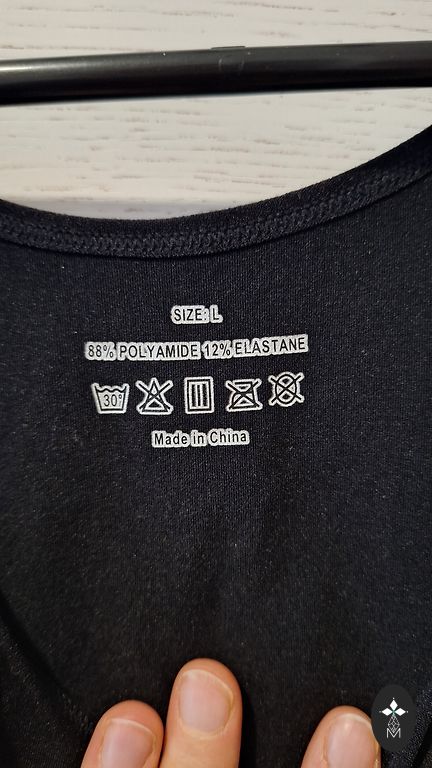 SIZE: L
88% POLYAMIDE 12% ELASTANE
30°
Made in China